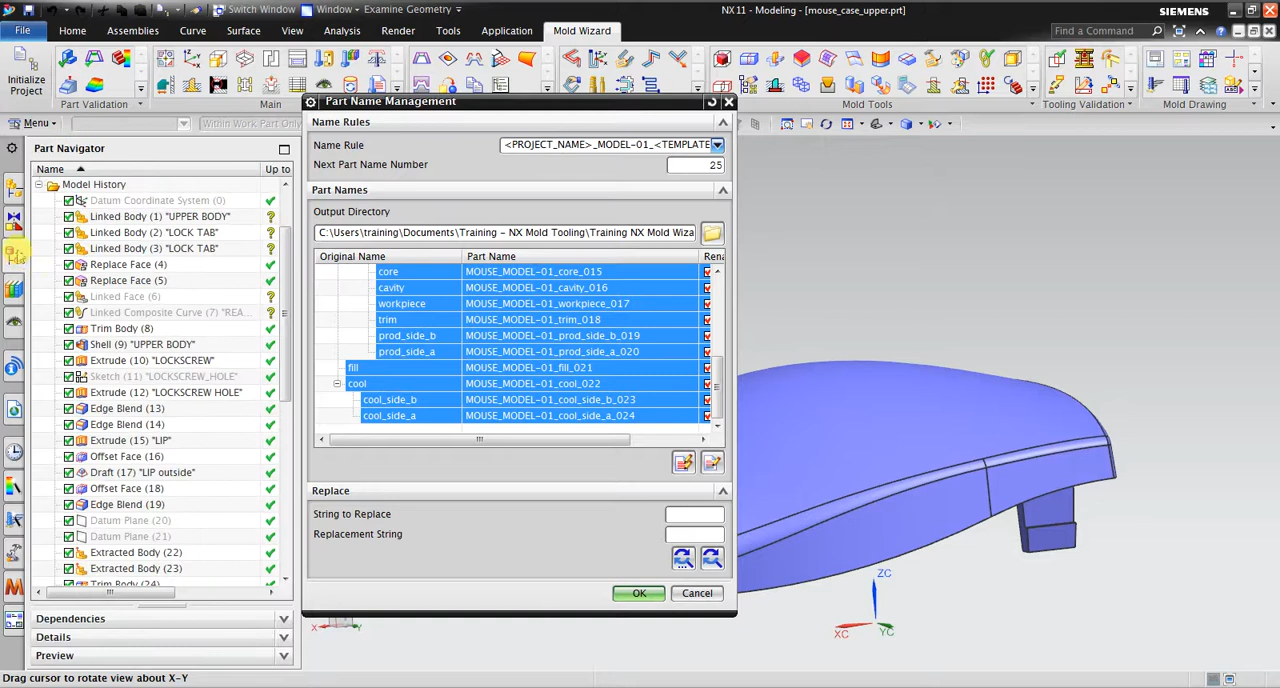 Switch Window Window Examine Geometry NX 11 - Modeling - [mouse_case_upper.prt] SIEMENS
File Home Assemblies Curve Surface View Analysis Render Tools Application Mold Wizard Find a Command
Initialize Project
Part Validation Main Mold Tools Tooling Validation Mold Drawing
Menu Within Work Part Only
Part Navigator
Name Up to
Model History
Datum Coordinate System (0)
Linked Body (1) "UPPER BODY"
Linked Body (2) "LOCK TAB"
Linked Body (3) "LOCK TAB"
Replace Face (4)
Replace Face (5)
Linked Face (6)
Linked Composite Curve (7) "REA...
Trim Body (8)
Shell (9) "UPPER BODY"
Extrude (10) "LOCKSCREW"
Sketch (11) "LOCKSCREW_HOLE"
Extrude (12) "LOCKSCREW HOLE"
Edge Blend (13)
Edge Blend (14)
Extrude (15) "LIP"
Offset Face (16)
Draft (17) "LIP outside"
Offset Face (18)
Edge Blend (19)
Datum Plane (20)
Datum Plane (21)
Extracted Body (22)
Extracted Body (23)
Trim Body (24)
Dependencies
Details
Preview
Part Name Management
Name Rules
Name Rule <PROJECT_NAME>_MODEL-01_<TEMPLATE
Next Part Name Number 25
Part Names
Output Directory
C:\Users\training\Documents\Training - NX Mold Tooling\Training NX Mold Wiza
Original Name Part Name Rena
core MOUSE_MODEL-01_core_015
cavity MOUSE_MODEL-01_cavity_016
workpiece MOUSE_MODEL-01_workpiece_017
trim MOUSE_MODEL-01_trim_018
prod_side_b MOUSE_MODEL-01_prod_side_b_019
prod_side_a MOUSE_MODEL-01_prod_side_a_020
fill MOUSE_MODEL-01_fill_021
cool MOUSE_MODEL-01_cool_022
cool_side_b MOUSE_MODEL-01_cool_side_b_023
cool_side_a MOUSE_MODEL-01_cool_side_a_024
Replace
String to Replace
Replacement String
OK Cancel
ZC
XC YC
X Y
Drag cursor to rotate view about X-Y